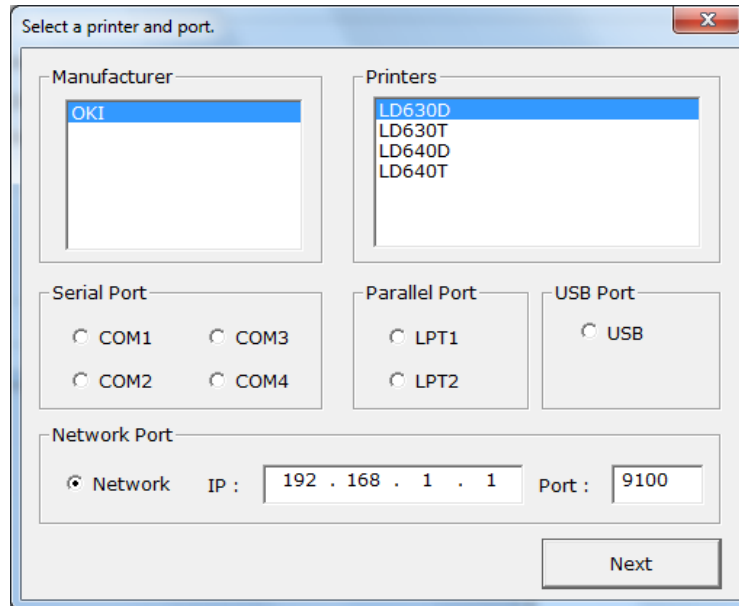 Select a printer and port.
Manufacturer
OKI
Printers
LD630D
LD630T
LD640D
LD640T
Serial Port
COM1 COM3
COM2 COM4
Parallel Port
LPT1
LPT2
USB Port
USB
Network Port
Network IP : 192 . 168 . 1 . 1 Port : 9100
Next